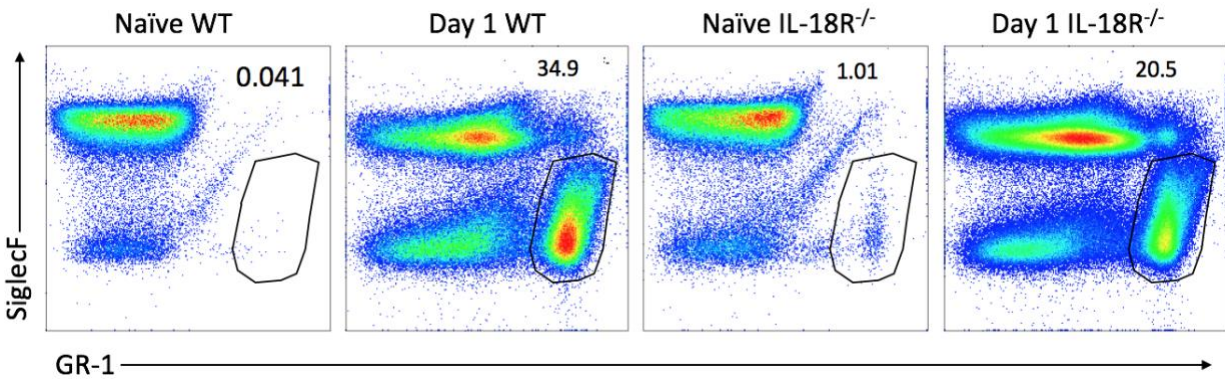 Naïve WT
Day 1 WT
Naïve IL-18R-/-
Day 1 IL-18R-/-
0.041
34.9
1.01
20.5
SiglecF
GR-1